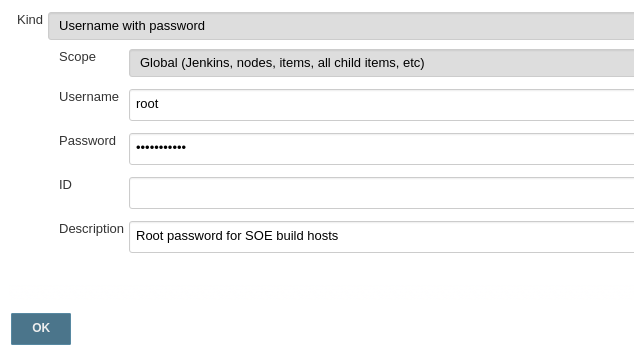 Kind Username with password
Scope Global (Jenkins, nodes, items, all child items, etc)
Username root
Password •••••••••••
ID
Description Root password for SOE build hosts
OK